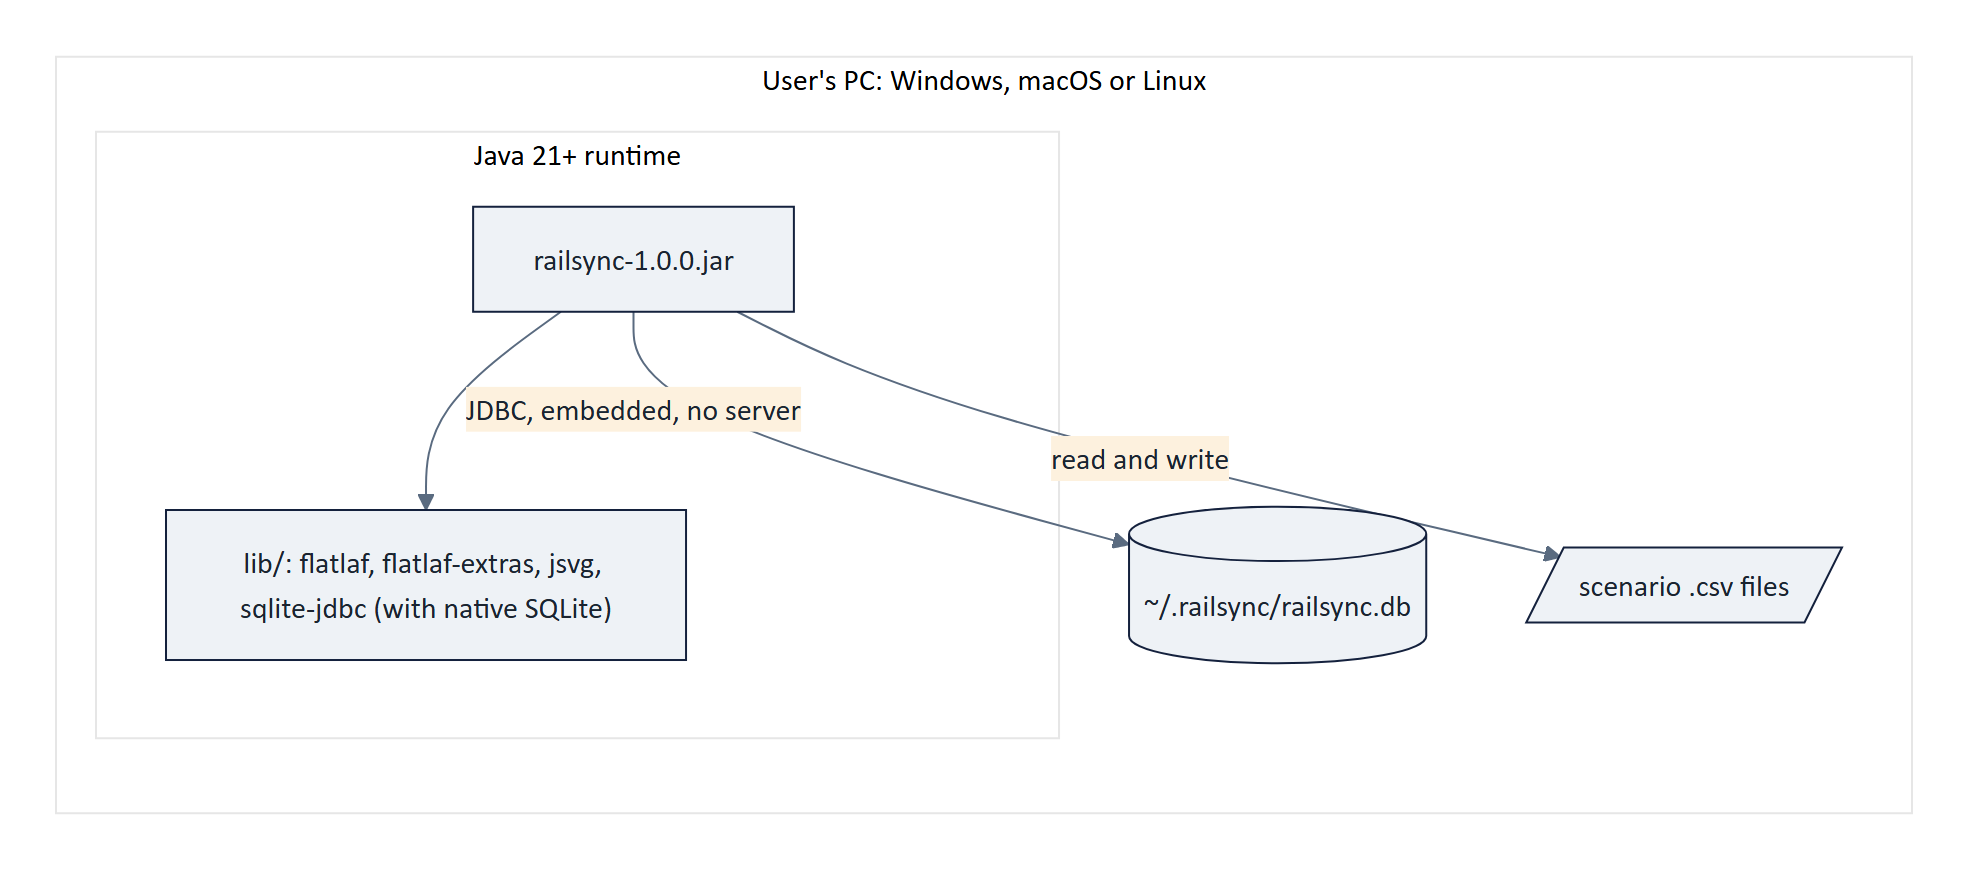 User's PC: Windows, macOS or Linux
Java 21+ runtime
railsync-1.0.0.jar
JDBC, embedded, no server
read and write
lib/: flatlaf, flatlaf-extras, jsvg,
sqlite-jdbc (with native SQLite)
~/.railsync/railsync.db
scenario .csv files